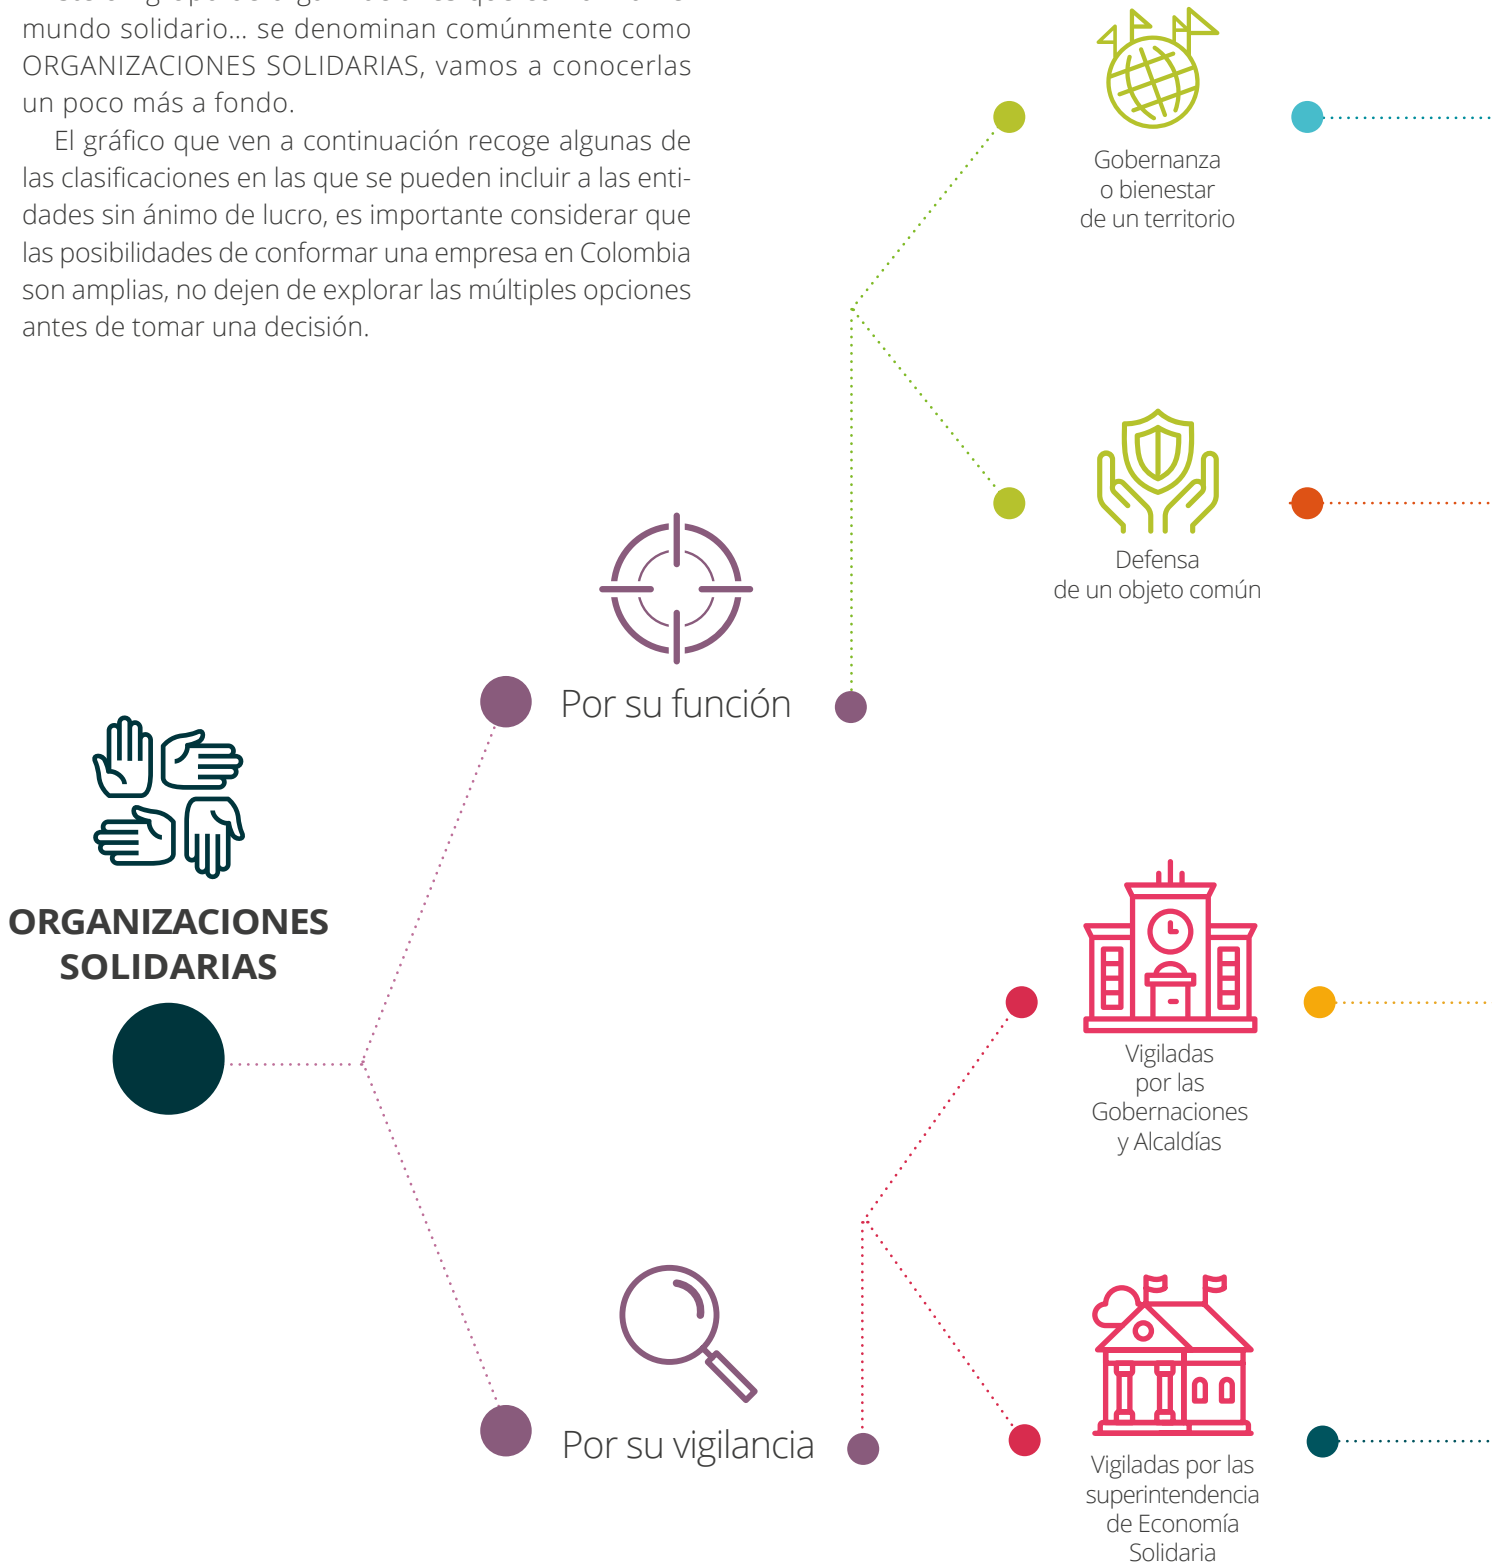 mundo solidario... se denominan comúnmente como
ORGANIZACIONES SOLIDARIAS, vamos a conocerlas
un poco más a fondo.
El gráfico que ven a continuación recoge algunas de
las clasificaciones en las que se pueden incluir a las enti-
dades sin ánimo de lucro, es importante considerar que
las posibilidades de conformar una empresa en Colombia
son amplias, no dejen de explorar las múltiples opciones
antes de tomar una decisión.
Gobernanza
o bienestar
de un territorio
Defensa
de un objeto común
Por su función
ORGANIZACIONES
SOLIDARIAS
Vigiladas
por las
Gobernaciones
y Alcaldías
Por su vigilancia
Vigiladas por las
superintendencia
de Economía
Solidaria